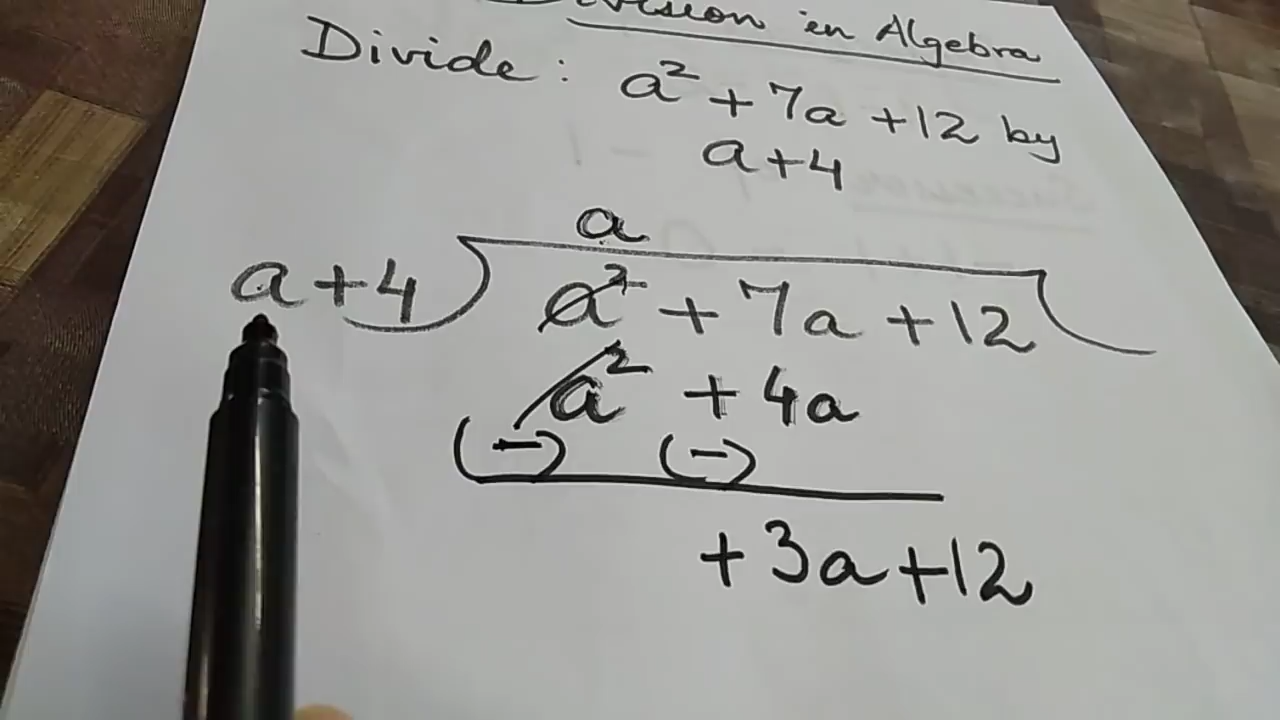 Division in Algebra
Divide: a² + 7a + 12 by
a+4
a
a+4 a² + 7a + 12
a² + 4a
(-) (-)
+3a+12